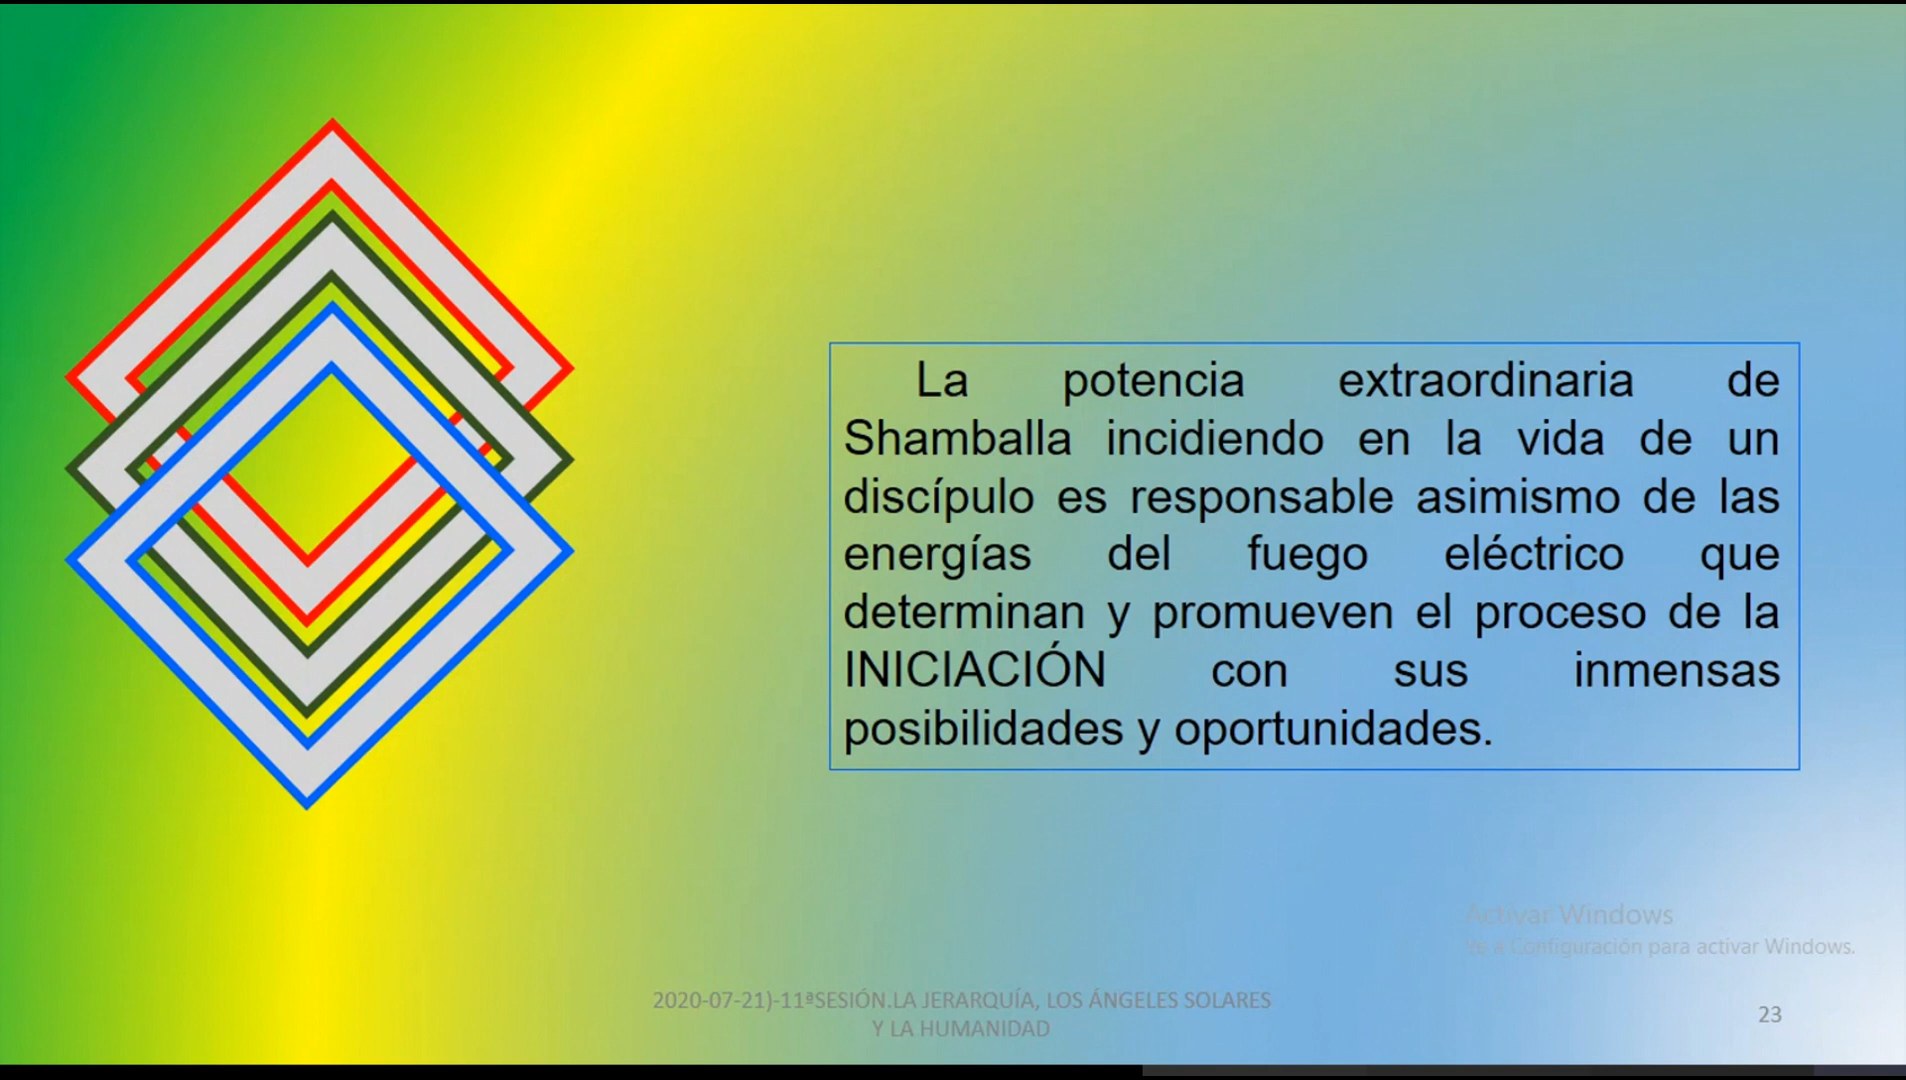 La potencia extraordinaria de
Shamballa incidiendo en la vida de un
discípulo es responsable asimismo de las
energías del fuego eléctrico que
determinan y promueven el proceso de la
INICIACIÓN con sus inmensas
posibilidades y oportunidades.
Activar Windows
Ve a Configuración para activar Windows.
2020-07-21)-11ªSESIÓN.LA JERARQUÍA, LOS ÁNGELES SOLARES
Y LA HUMANIDAD
23